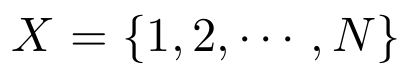 X = {1, 2, · · · , N}